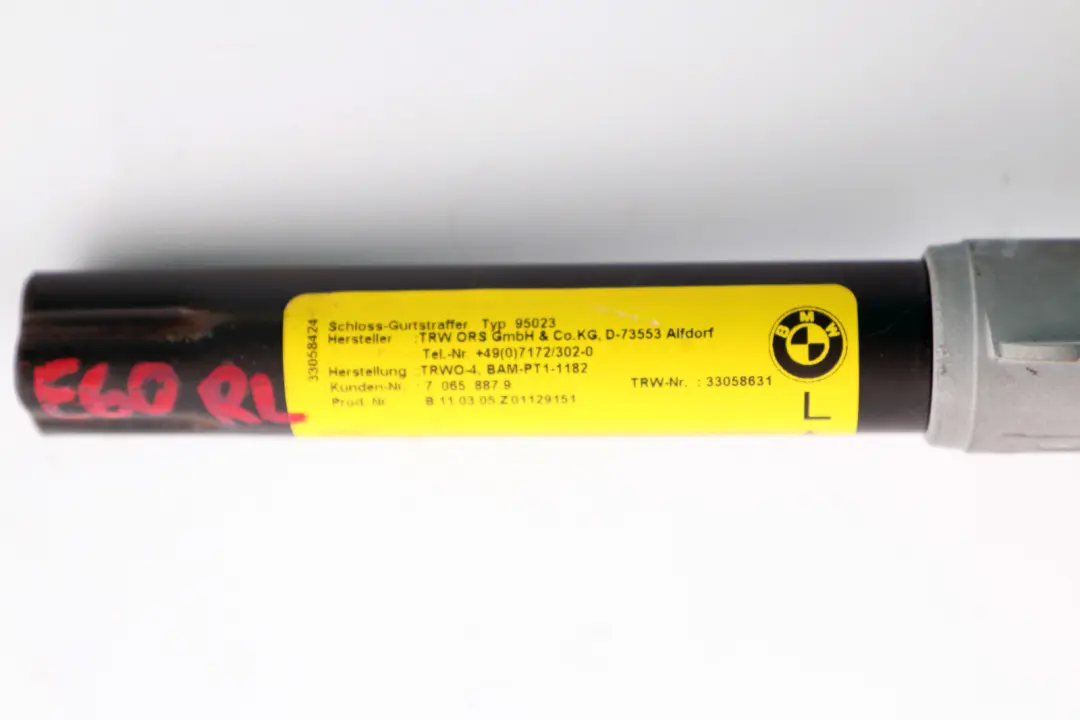 E60 RL
33058424
Schloss-Gurtstraffer Typ 95023
Hersteller :TRW ORS GmbH & Co.KG, D-73553 Alfdorf
Tel.-Nr. +49(0)7172/302-0
Herstellung :TRWO-4, BAM-PT1-1182
Kunden-Nr. :7 065 887 9 TRW-Nr. : 33058631
Prod. Nr. B 11.03.05 Z 01129151
BMW
L